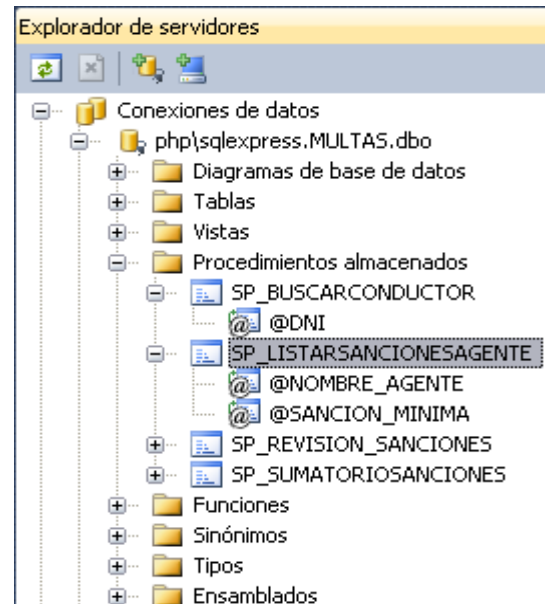 Explorador de servidores
Conexiones de datos
php\sqlexpress.MULTAS.dbo
Diagramas de base de datos
Tablas
Vistas
Procedimientos almacenados
SP_BUSCARCONDUCTOR
@DNI
SP_LISTARSANCIONESAGENTE
@NOMBRE_AGENTE
@SANCION_MINIMA
SP_REVISION_SANCIONES
SP_SUMATORIOSANCIONES
Funciones
Sinónimos
Tipos
Ensamblados